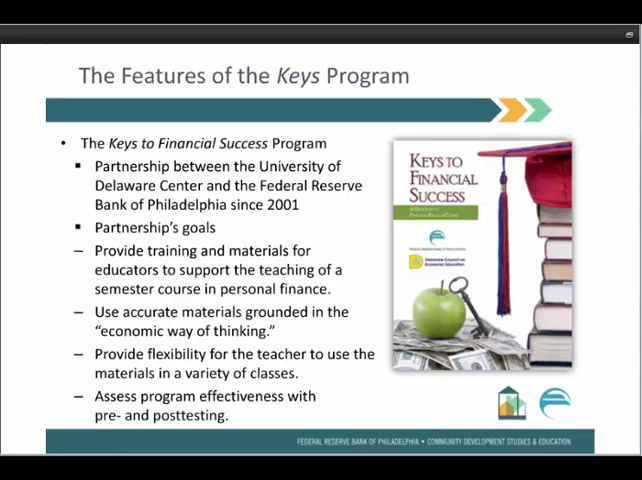 The Features of the Keys Program
• The Keys to Financial Success Program
▪ Partnership between the University of
Delaware Center and the Federal Reserve
Bank of Philadelphia since 2001
▪ Partnership's goals
– Provide training and materials for
educators to support the teaching of a
semester course in personal finance.
– Use accurate materials grounded in the
“economic way of thinking.”
– Provide flexibility for the teacher to use the
materials in a variety of classes.
– Assess program effectiveness with
pre- and posttesting.
KEYS TO
FINANCIAL
SUCCESS
Delaware Council on
Economic Education
FEDERAL RESERVE BANK OF PHILADELPHIA • COMMUNITY DEVELOPMENT STUDIES & EDUCATION